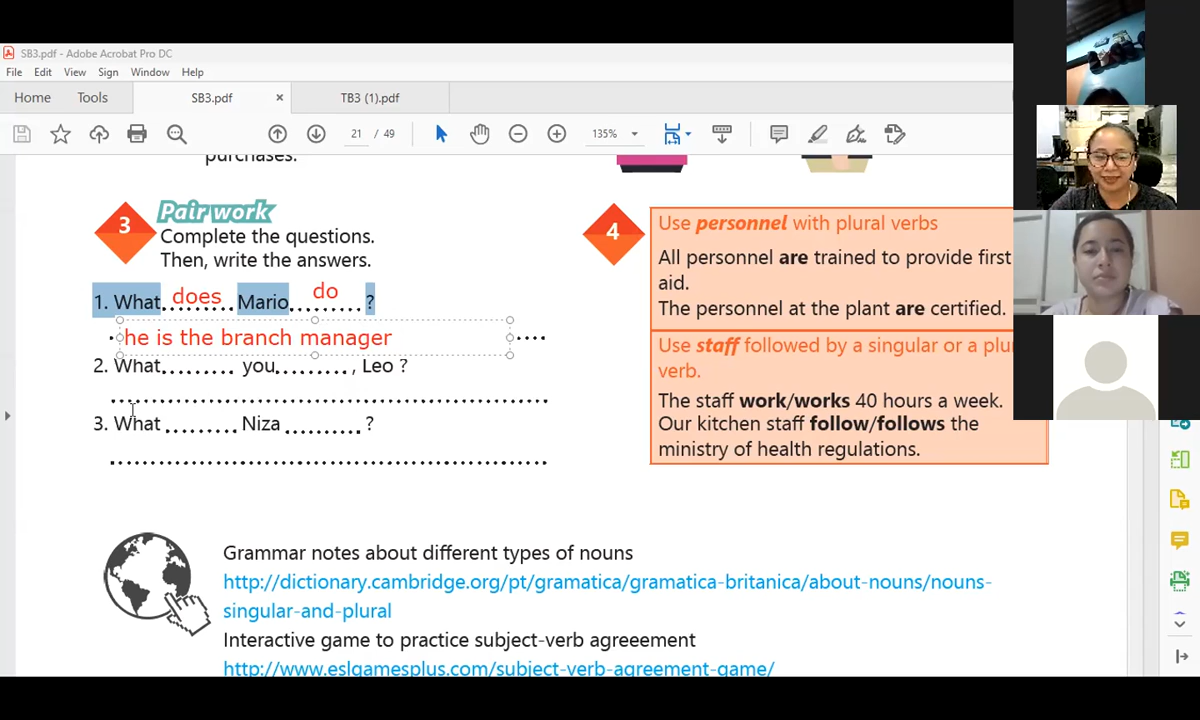 SB3.pdf - Adobe Acrobat Pro DC
File Edit View Sign Window Help
Home Tools SB3.pdf × TB3 (1).pdf
21 / 49 135%
purchases.
3 Pair work
Complete the questions.
Then, write the answers.
1. What does Mario do ?
he is the branch manager
2. What......... you........., Leo ?
3. What ......... Niza ......... ?
4 Use personnel with plural verbs
All personnel are trained to provide first
aid.
The personnel at the plant are certified.
Use staff followed by a singular or a plu
verb.
The staff work/works 40 hours a week.
Our kitchen staff follow/follows the
ministry of health regulations.
Grammar notes about different types of nouns
http://dictionary.cambridge.org/pt/gramatica/gramatica-britanica/about-nouns/nouns-
singular-and-plural
Interactive game to practice subject-verb agreeement
http://www.eslgamesplus.com/subject-verb-agreement-game/